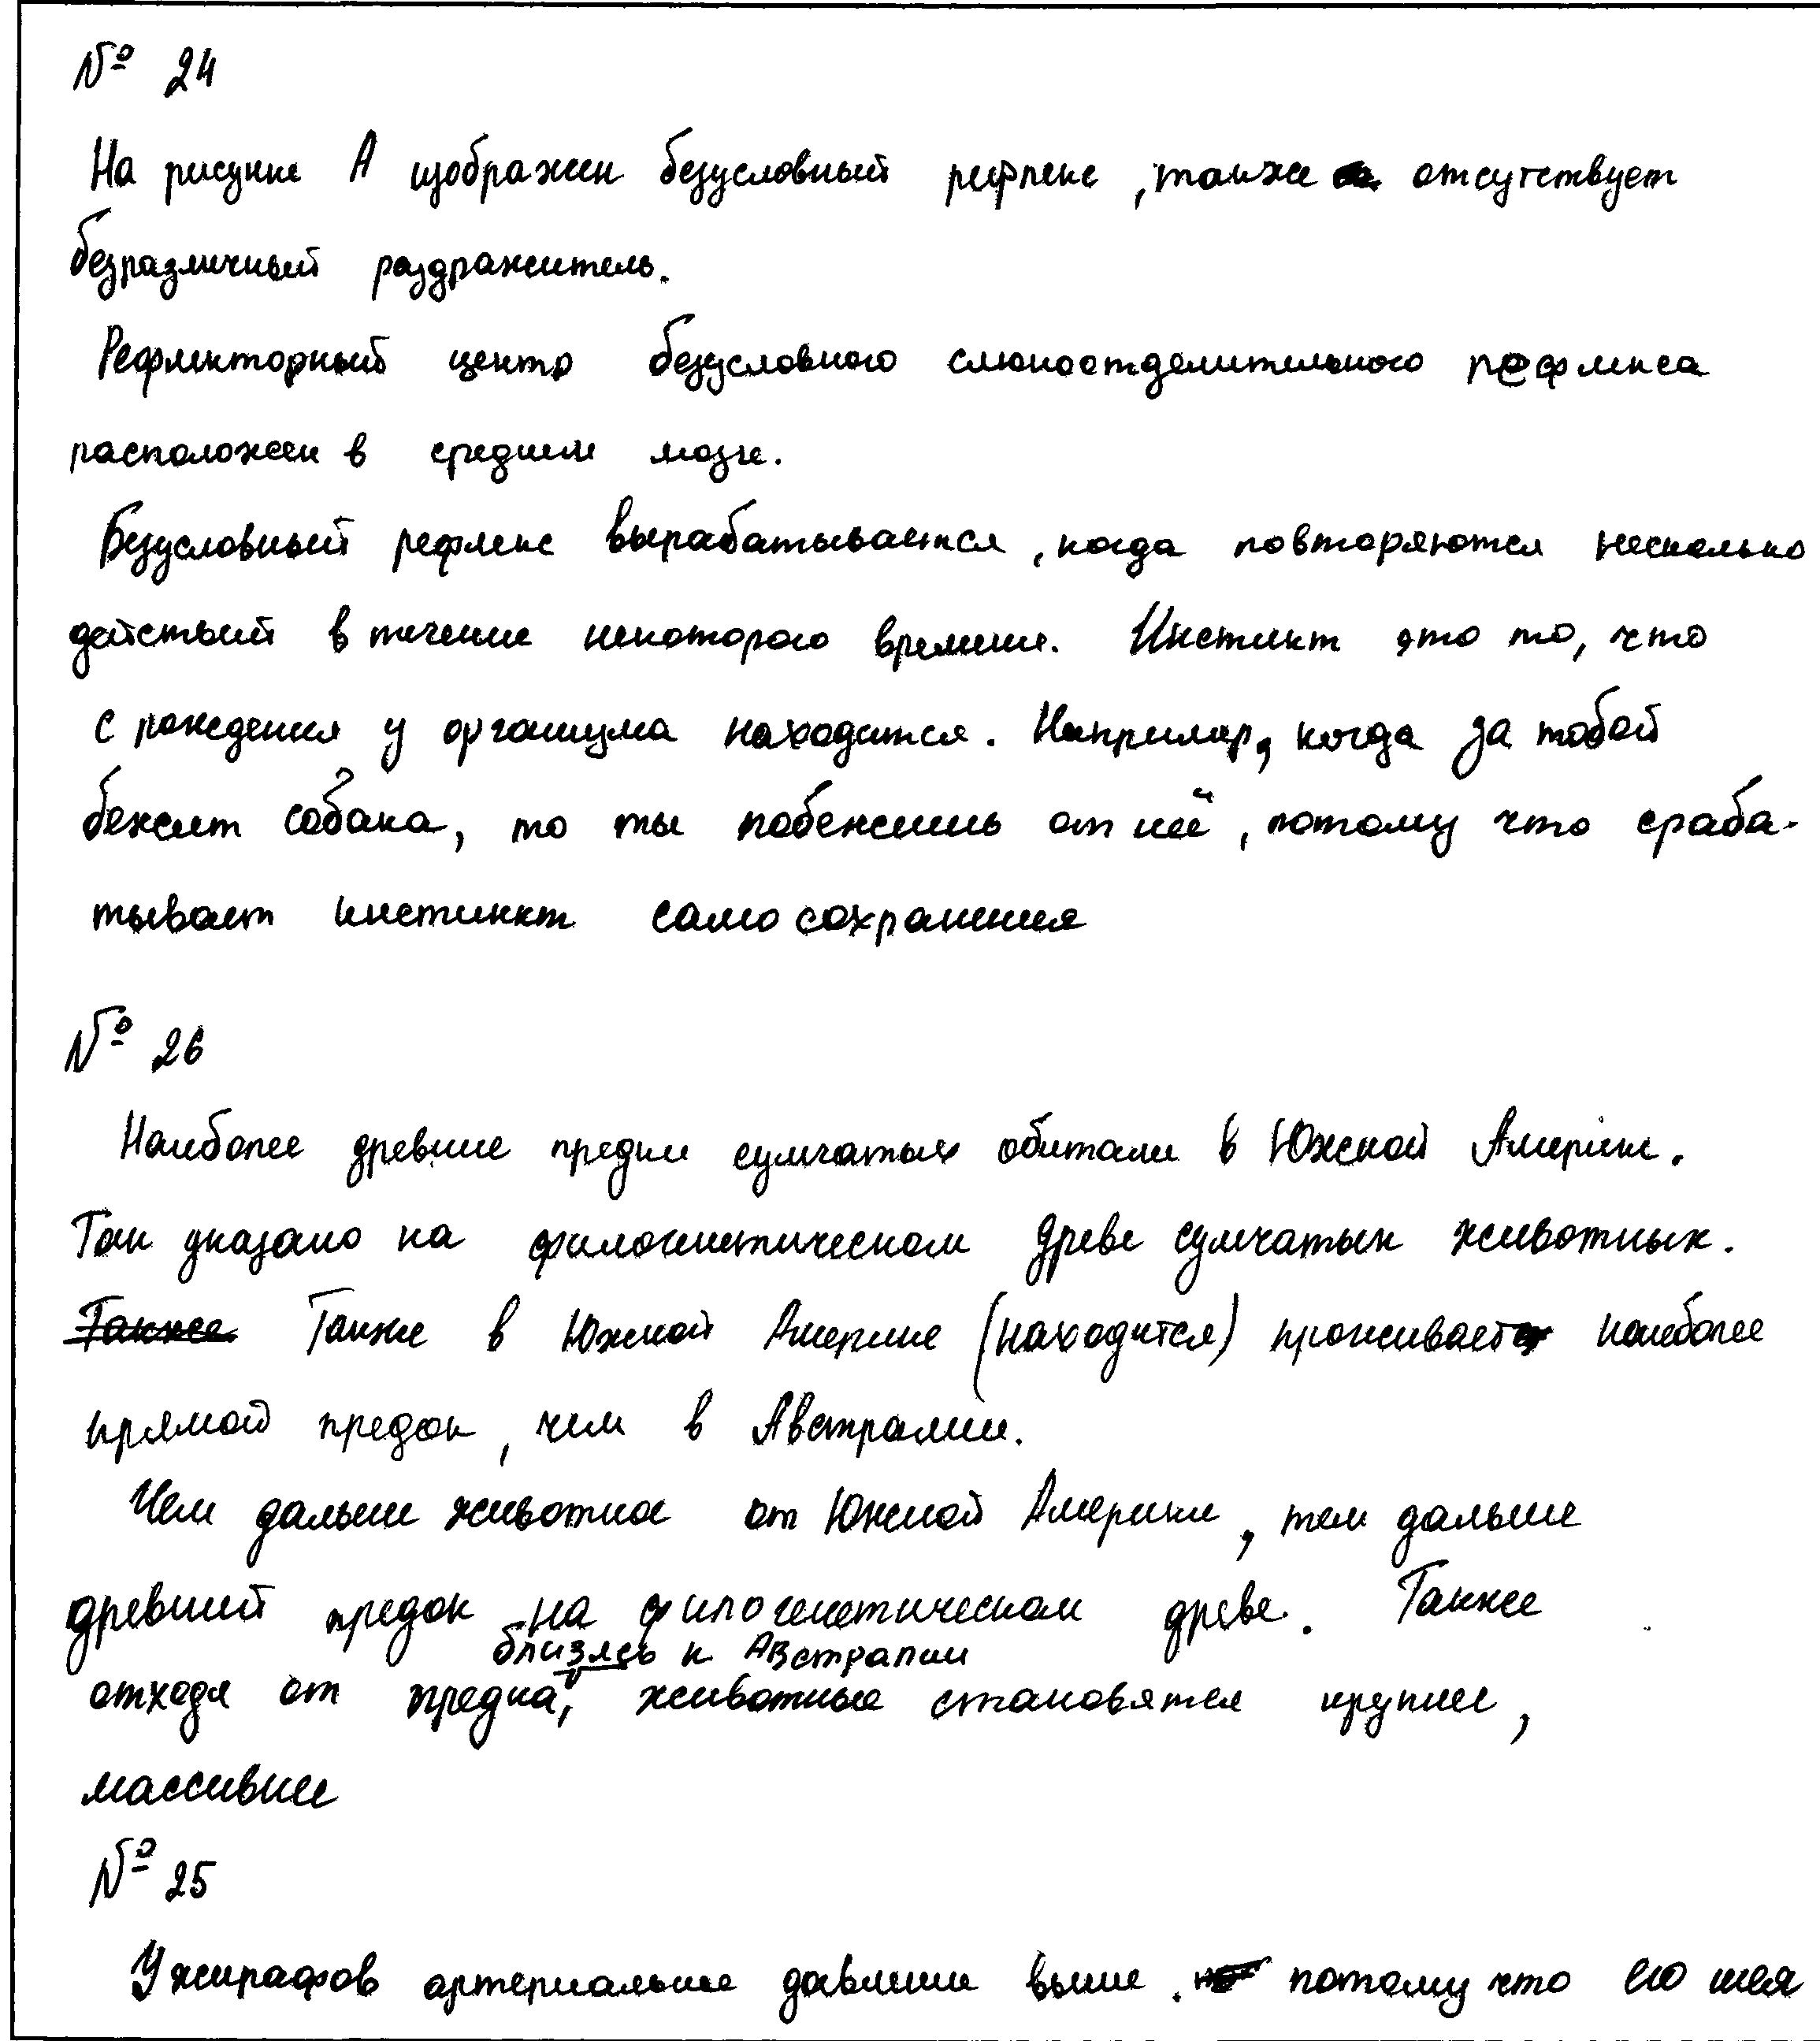 № 24
На рисунке А изображен безусловный рефлекс, также отсутствует
безразличный раздражитель.
Рефлекторный центр безусловного слюноотделительного рефлекса
расположен в среднем мозге.
Безусловный рефлекс вырабатывается, когда повторяются несколько
действий в течение некоторого времени. Инстинкт это то, что
с рождения у организма находится. Например, когда за тобой
бежит собака, то ты побежишь от неё, потому что сраба-
тывает инстинкт самосохранения
№ 26
Наиболее древние предки сумчатых обитали в Южной Америке.
Так указано на филогенетическом древе сумчатых животных.
Также Также в Южной Америке (находится) проживает наиболее
прямой предок, чем в Австралии.
Чем дальше животное от Южной Америки, тем дальше
древний предок на филогенетическом древе. Также
близясь к Австралии
отходя от предка, животные становятся крупнее,
массивнее
№ 25
У жирафов артериальное давление выше. потому что его шея